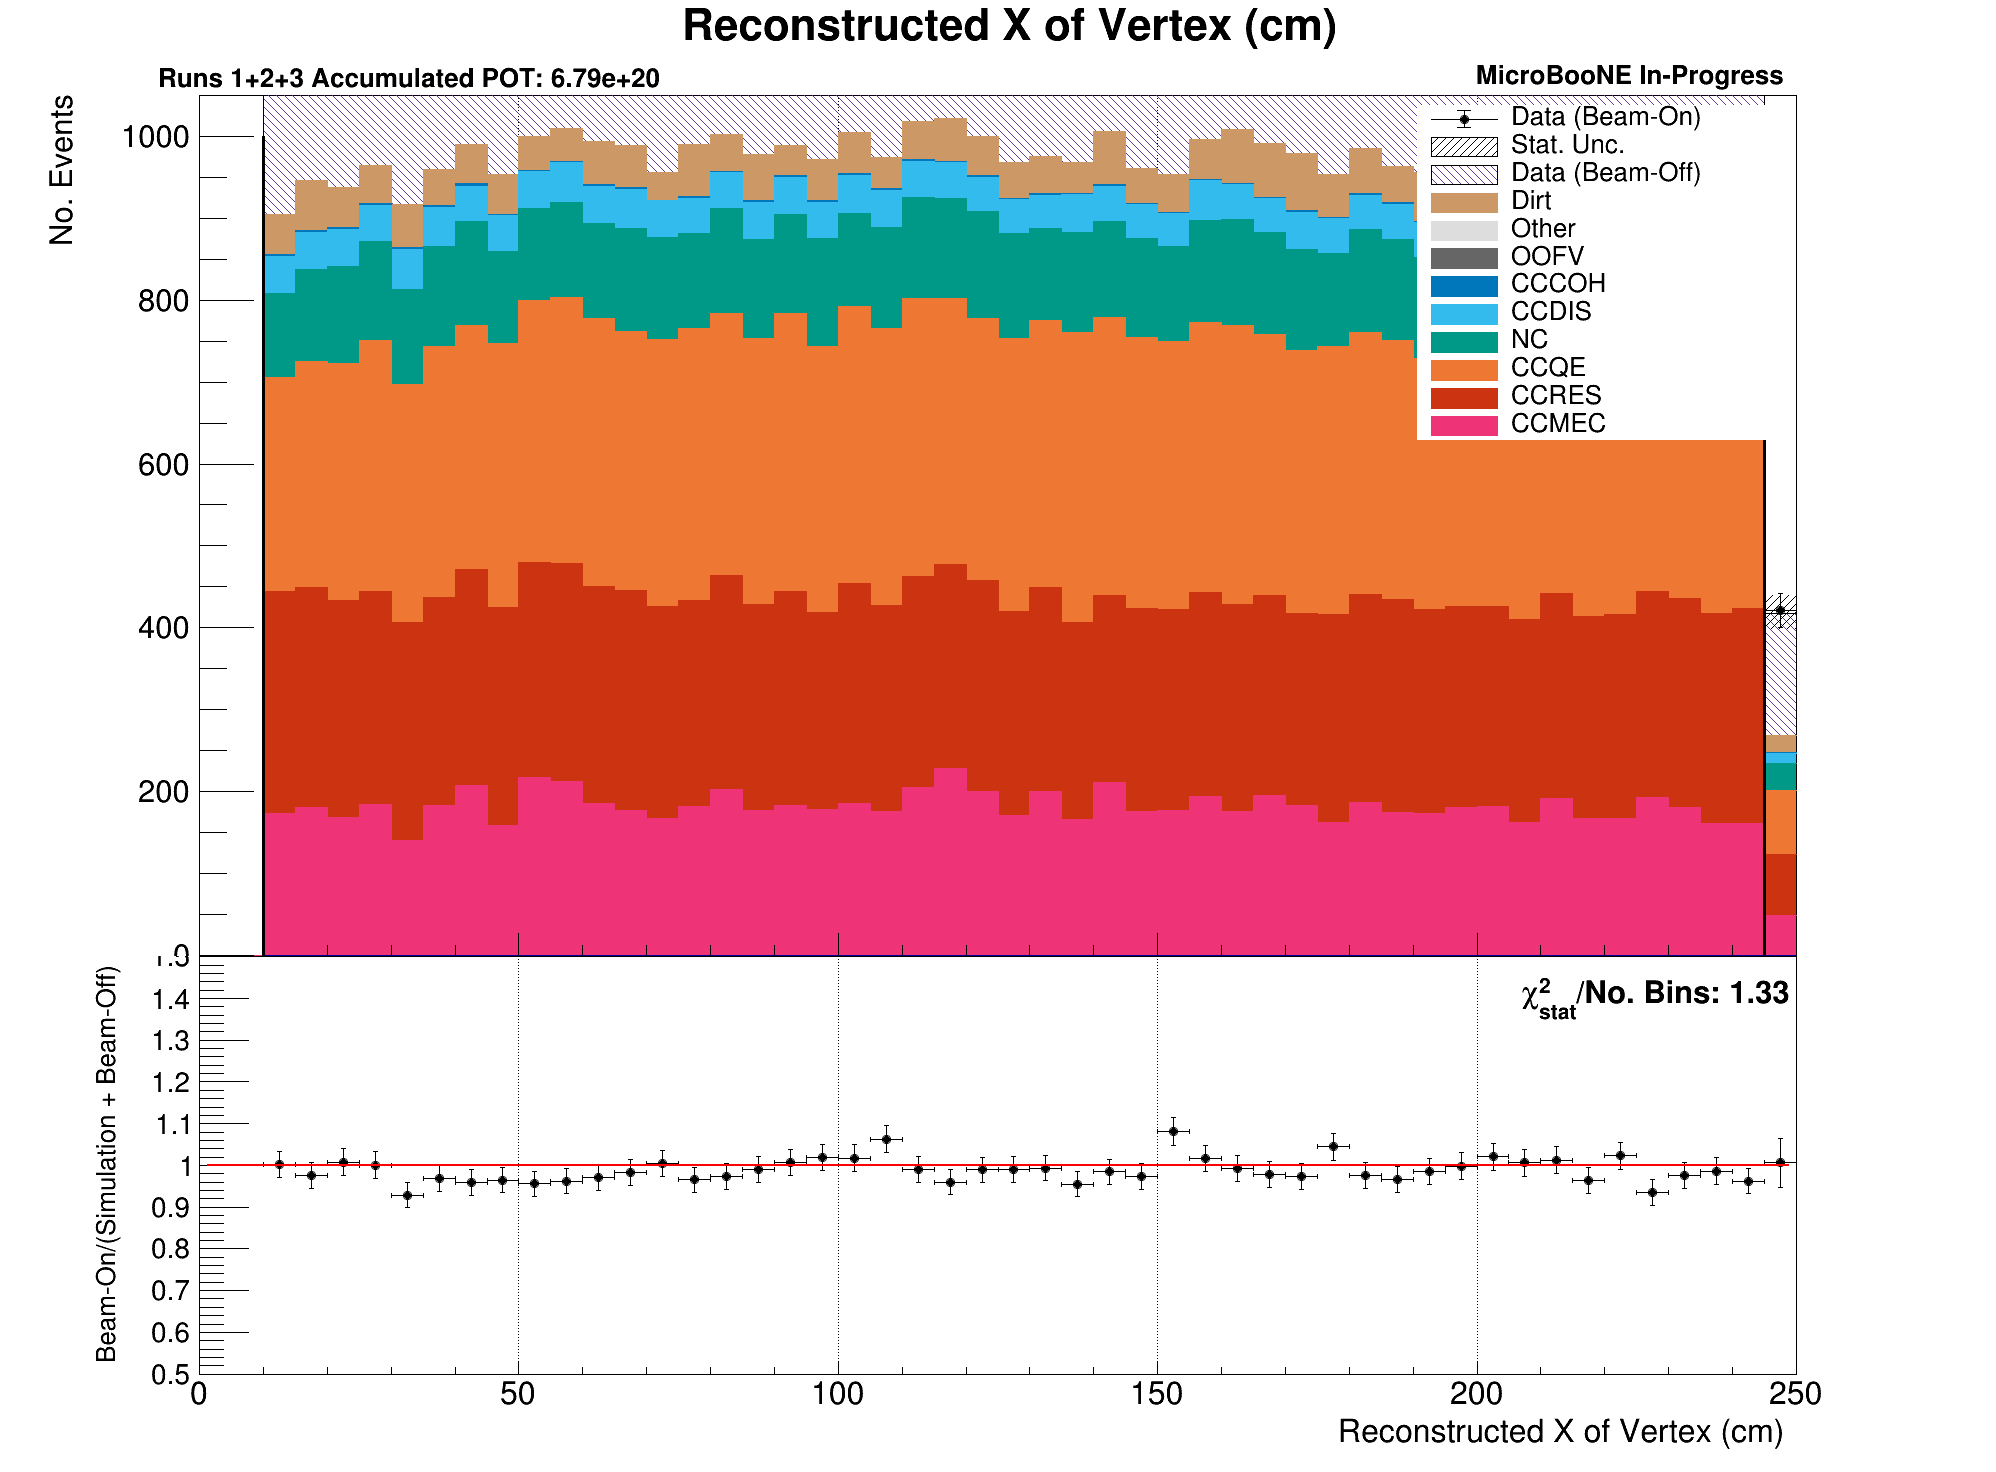 Reconstructed X of Vertex (cm)
Runs 1+2+3 Accumulated POT: 6.79e+20
MicroBooNE In-Progress
No. Events
1000
800
600
400
200
0
Data (Beam-On)
Stat. Unc.
Data (Beam-Off)
Dirt
Other
OOFV
CCCOH
CCDIS
NC
CCQE
CCRES
CCMEC
Beam-On/(Simulation + Beam-Off)
1.5
1.4
1.3
1.2
1.1
1
0.9
0.8
0.7
0.6
0.5
χ²stat/No. Bins: 1.33
0 50 100 150 200 250
Reconstructed X of Vertex (cm)